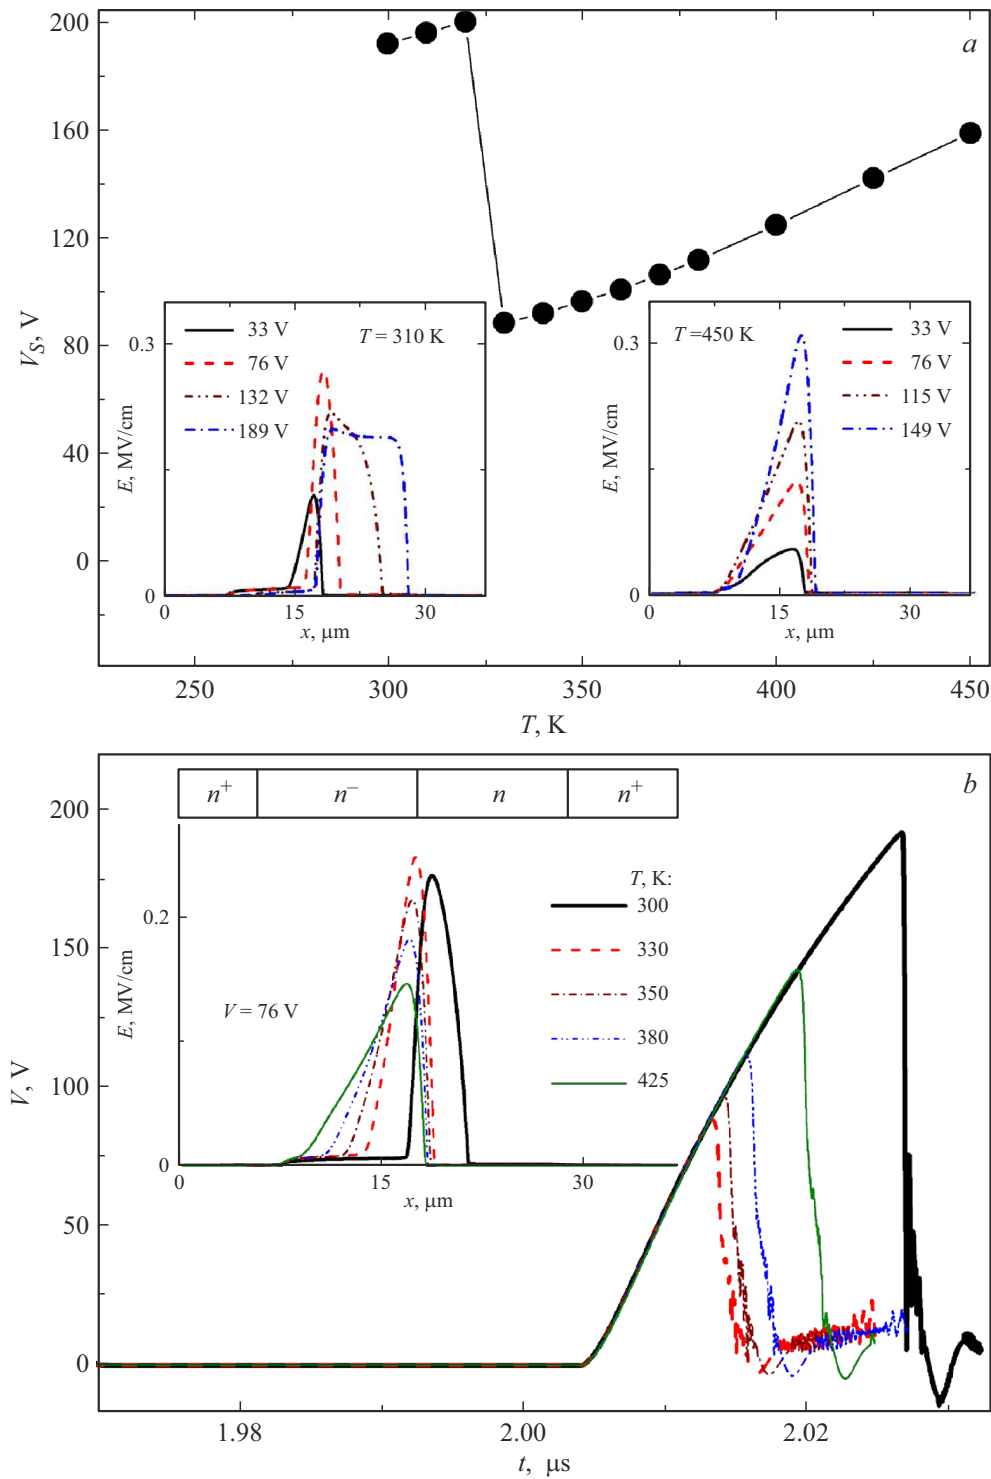 a
200
160
120
80
40
0
V_S, V
33 V
76 V
132 V
189 V
T = 310 K
0.3
0
E, MV/cm
0 15 30
x, μm
T =450 K
33 V
76 V
115 V
149 V
0.3
0
E, MV/cm
0 15 30
x, μm
250 300 350 400 450
T, K
b
n⁺ n⁻ n n⁺
200
150
100
50
0
V, V
0.2
0
E, MV/cm
V = 76 V
0 15 30
x, μm
T, K:
300
330
350
380
425
1.98 2.00 2.02
t, μs